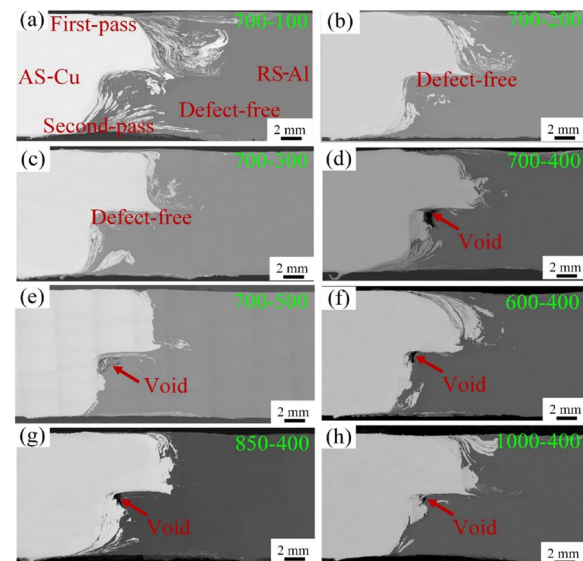 (a) First-pass 700-100
AS-Cu RS-Al
Defect-free
Second-pass 2 mm
(b) 700-200
Defect-free
2 mm
(c) 700-300
Defect-free
2 mm
(d) 700-400
Void
2 mm
(e) 700-500
Void
2 mm
(f) 600-400
Void
2 mm
(g) 850-400
Void
2 mm
(h) 1000-400
Void
2 mm